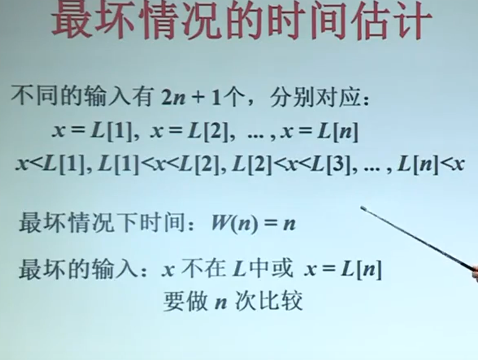 最坏情况的时间估计
不同的输入有 2n + 1个，分别对应：
x = L[1], x = L[2], ... , x = L[n]
x<L[1], L[1]<x<L[2], L[2]<x<L[3], ... , L[n]<x
最坏情况下时间：W(n) = n
最坏的输入：x 不在 L中或 x = L[n]
要做 n 次比较